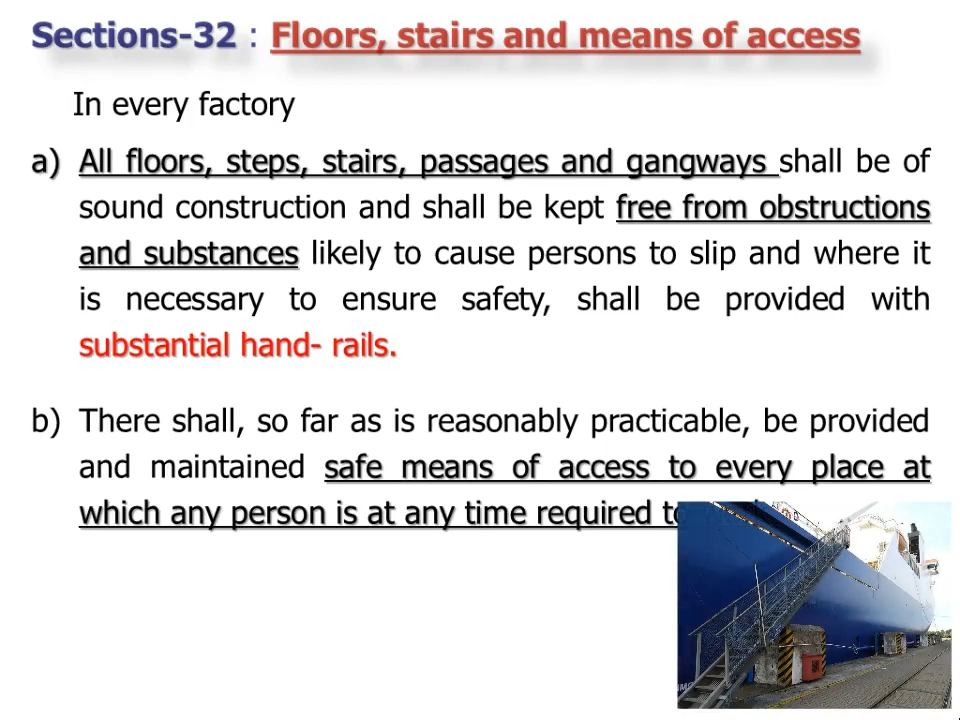 Sections-32 : Floors, stairs and means of access
In every factory
a) All floors, steps, stairs, passages and gangways shall be of
sound construction and shall be kept free from obstructions
and substances likely to cause persons to slip and where it
is necessary to ensure safety, shall be provided with
substantial hand- rails.
b) There shall, so far as is reasonably practicable, be provided
and maintained safe means of access to every place at
which any person is at any time required to